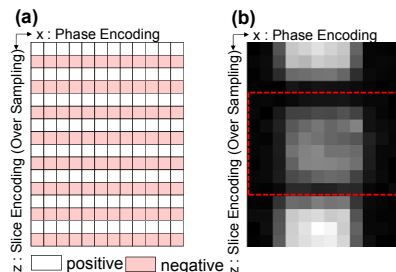 (a)
x : Phase Encoding
z : Slice Encoding (Over Sampling)
positive
negative
(b)
x : Phase Encoding
z : Slice Encoding (Over Sampling)